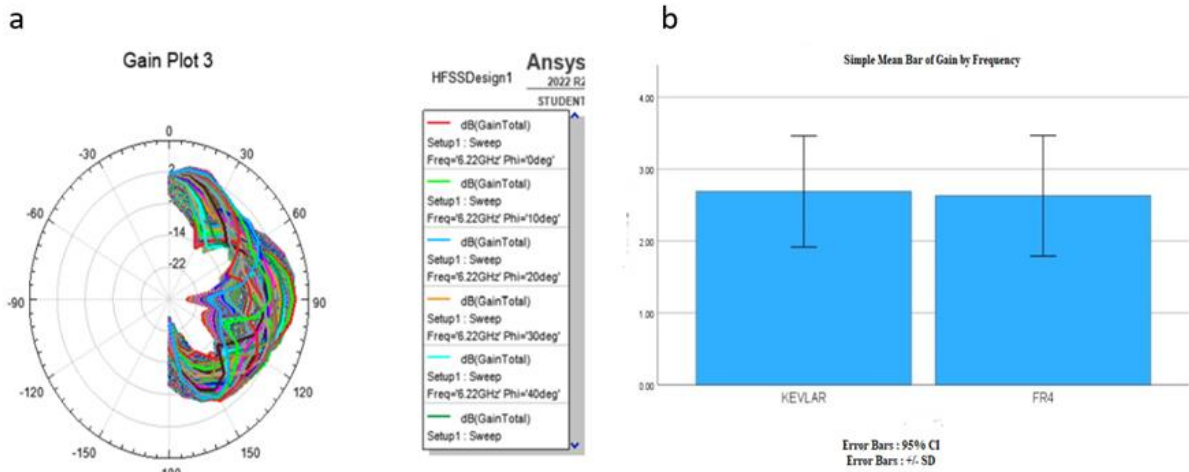 a
Gain Plot 3
0
30
60
90
120
150
-150
-120
-90
-60
-30
2
-14
-22
HFSSDesign1
Ansys
2022 R2
STUDENT
dB(GainTotal)
Setup1 : Sweep
Freq='6.22GHz' Phi='0deg'
dB(GainTotal)
Setup1 : Sweep
Freq='6.22GHz' Phi='10deg'
dB(GainTotal)
Setup1 : Sweep
Freq='6.22GHz' Phi='20deg'
dB(GainTotal)
Setup1 : Sweep
Freq='6.22GHz' Phi='30deg'
dB(GainTotal)
Setup1 : Sweep
Freq='6.22GHz' Phi='40deg'
dB(GainTotal)
Setup1 : Sweep
b
Simple Mean Bar of Gain by Frequency
4.00
3.00
2.00
1.00
0.00
KEVLAR
FR4
Error Bars : 95% CI
Error Bars : +/- SD